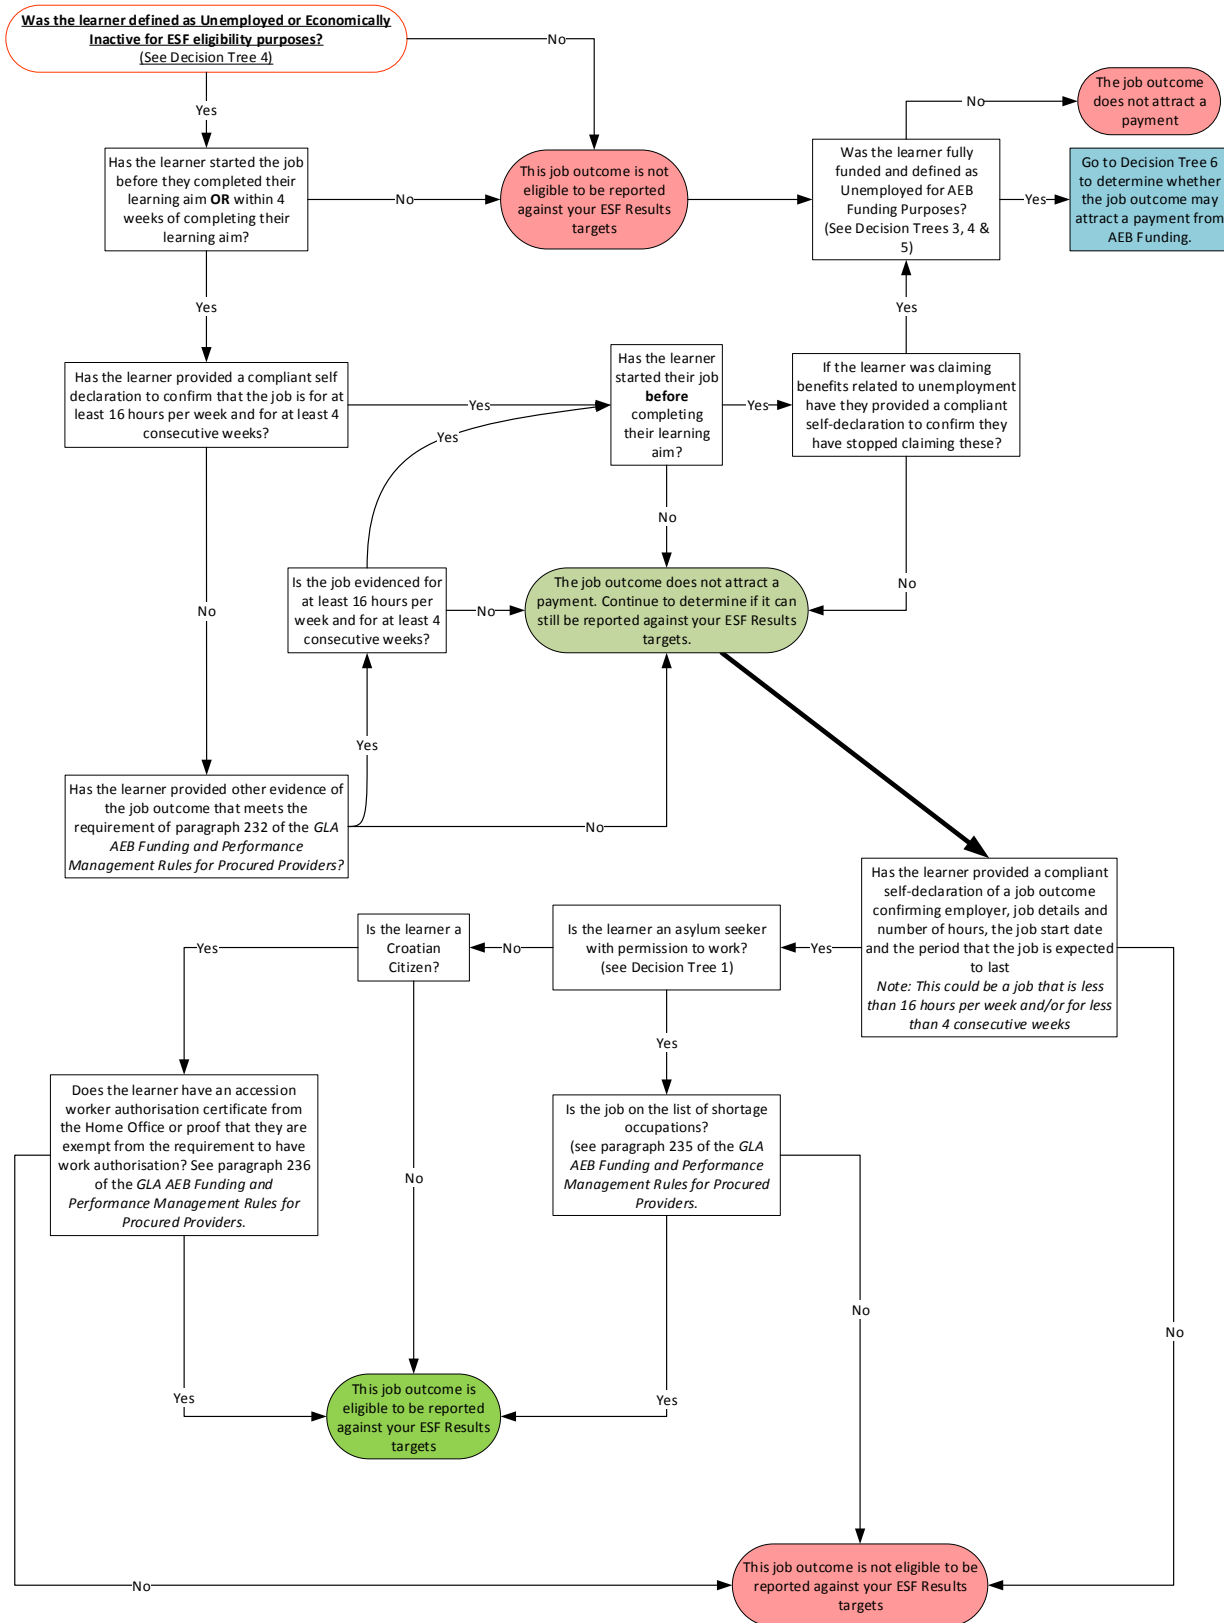 Was the learner defined as Unemployed or Economically
Inactive for ESF eligibility purposes?
(See Decision Tree 4)
No
Yes
The job outcome
does not attract a
payment
No
Has the learner started the job
before they completed their
learning aim OR within 4
weeks of completing their
learning aim?
No
This job outcome is not
eligible to be reported
against your ESF Results
targets
Was the learner fully
funded and defined as
Unemployed for AEB
Funding Purposes?
(See Decision Trees 3, 4 &
5)
Yes
Go to Decision Tree 6
to determine whether
the job outcome may
attract a payment from
AEB Funding.
Yes
Yes
Has the learner provided a compliant self
declaration to confirm that the job is for at
least 16 hours per week and for at least 4
consecutive weeks?
Yes
Yes
Has the learner
started their job
before
completing
their learning
aim?
Yes
If the learner was claiming
benefits related to unemployment
have they provided a compliant
self-declaration to confirm they
have stopped claiming these?
No
No
No
Is the job evidenced for
at least 16 hours per
week and for at least 4
consecutive weeks?
No
The job outcome does not attract a
payment. Continue to determine if it can
still be reported against your ESF Results
targets.
Yes
Has the learner provided other evidence of
the job outcome that meets the
requirement of paragraph 232 of the GLA
AEB Funding and Performance
Management Rules for Procured Providers?
No
Has the learner provided a compliant
self-declaration of a job outcome
confirming employer, job details and
number of hours, the job start date
and the period that the job is expected
to last
Note: This could be a job that is less
than 16 hours per week and/or for less
than 4 consecutive weeks
Yes
Is the learner an asylum seeker
with permission to work?
(see Decision Tree 1)
No
Is the learner a
Croatian
Citizen?
Yes
Yes
Does the learner have an accession
worker authorisation certificate from
the Home Office or proof that they are
exempt from the requirement to have
work authorisation? See paragraph 236
of the GLA AEB Funding and
Performance Management Rules for
Procured Providers.
No
Is the job on the list of shortage
occupations?
(see paragraph 235 of the GLA
AEB Funding and Performance
Management Rules for Procured
Providers.
No
No
Yes
This job outcome is
eligible to be reported
against your ESF Results
targets
Yes
No
This job outcome is not eligible to be
reported against your ESF Results
targets